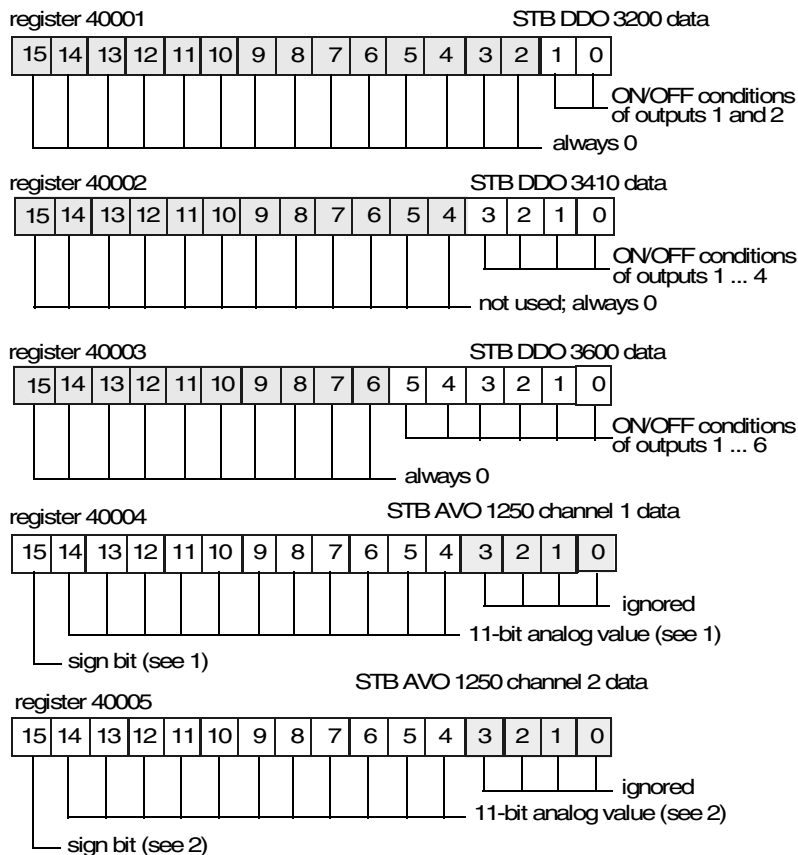 register 40001 STB DDO 3200 data
15 14 13 12 11 10 9 8 7 6 5 4 3 2 1 0
ON/OFF conditions
of outputs 1 and 2
always 0
register 40002 STB DDO 3410 data
15 14 13 12 11 10 9 8 7 6 5 4 3 2 1 0
ON/OFF conditions
of outputs 1 ... 4
not used; always 0
register 40003 STB DDO 3600 data
15 14 13 12 11 10 9 8 7 6 5 4 3 2 1 0
ON/OFF conditions
of outputs 1 ... 6
always 0
register 40004 STB AVO 1250 channel 1 data
15 14 13 12 11 10 9 8 7 6 5 4 3 2 1 0
ignored
11-bit analog value (see 1)
sign bit (see 1)
STB AVO 1250 channel 2 data
register 40005
15 14 13 12 11 10 9 8 7 6 5 4 3 2 1 0
ignored
11-bit analog value (see 2)
sign bit (see 2)